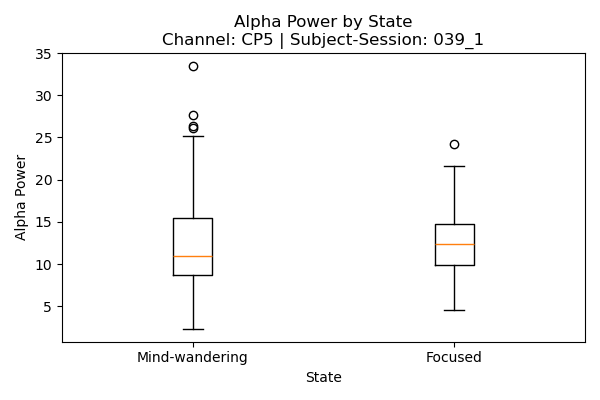 Alpha Power by State
Channel: CP5 | Subject-Session: 039_1
Alpha Power
35
30
25
20
15
10
5
Mind-wandering
Focused
State